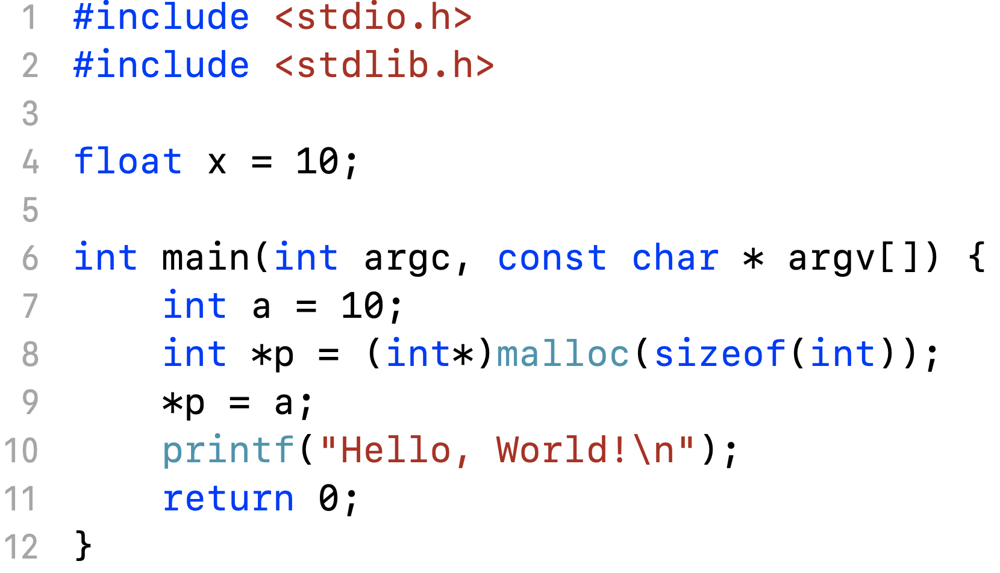 1 #include <stdio.h>
2 #include <stdlib.h>
3
4 float x = 10;
5
6 int main(int argc, const char * argv[]) {
7     int a = 10;
8     int *p = (int*)malloc(sizeof(int));
9     *p = a;
10     printf("Hello, World!\n");
11     return 0;
12 }